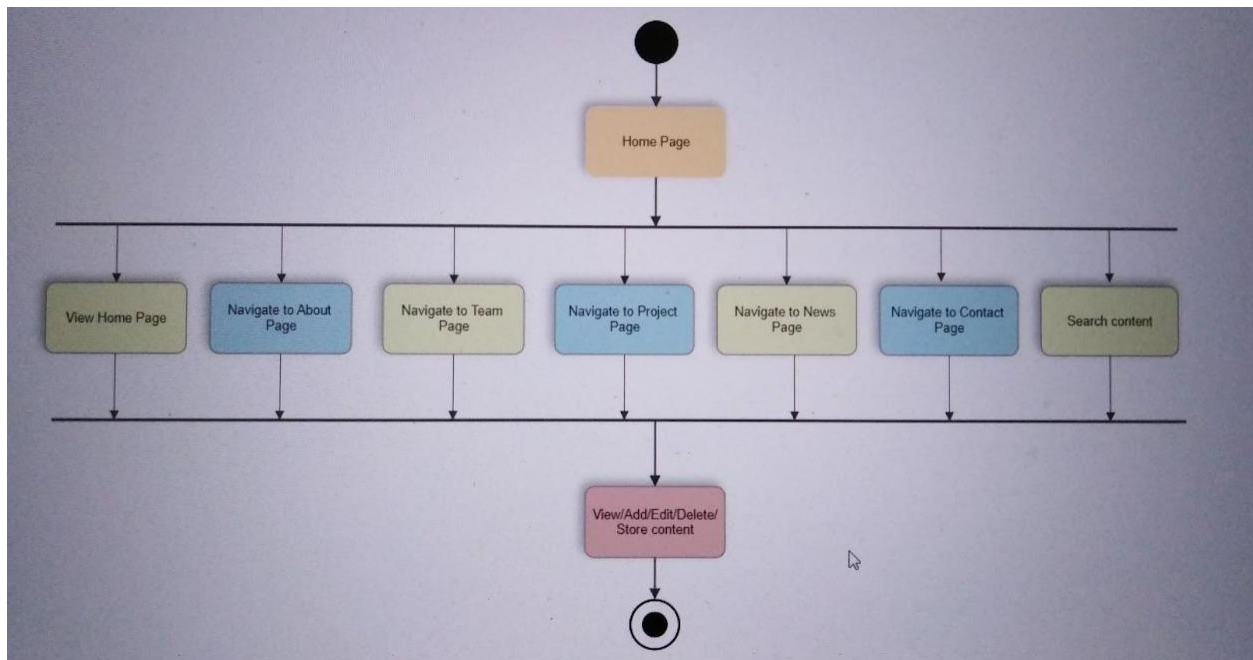 Home Page
View Home Page
Navigate to About
Page
Navigate to Team
Page
Navigate to Project
Page
Navigate to News
Page
Navigate to Contact
Page
Search content
View/Add/Edit/Delete/
Store content